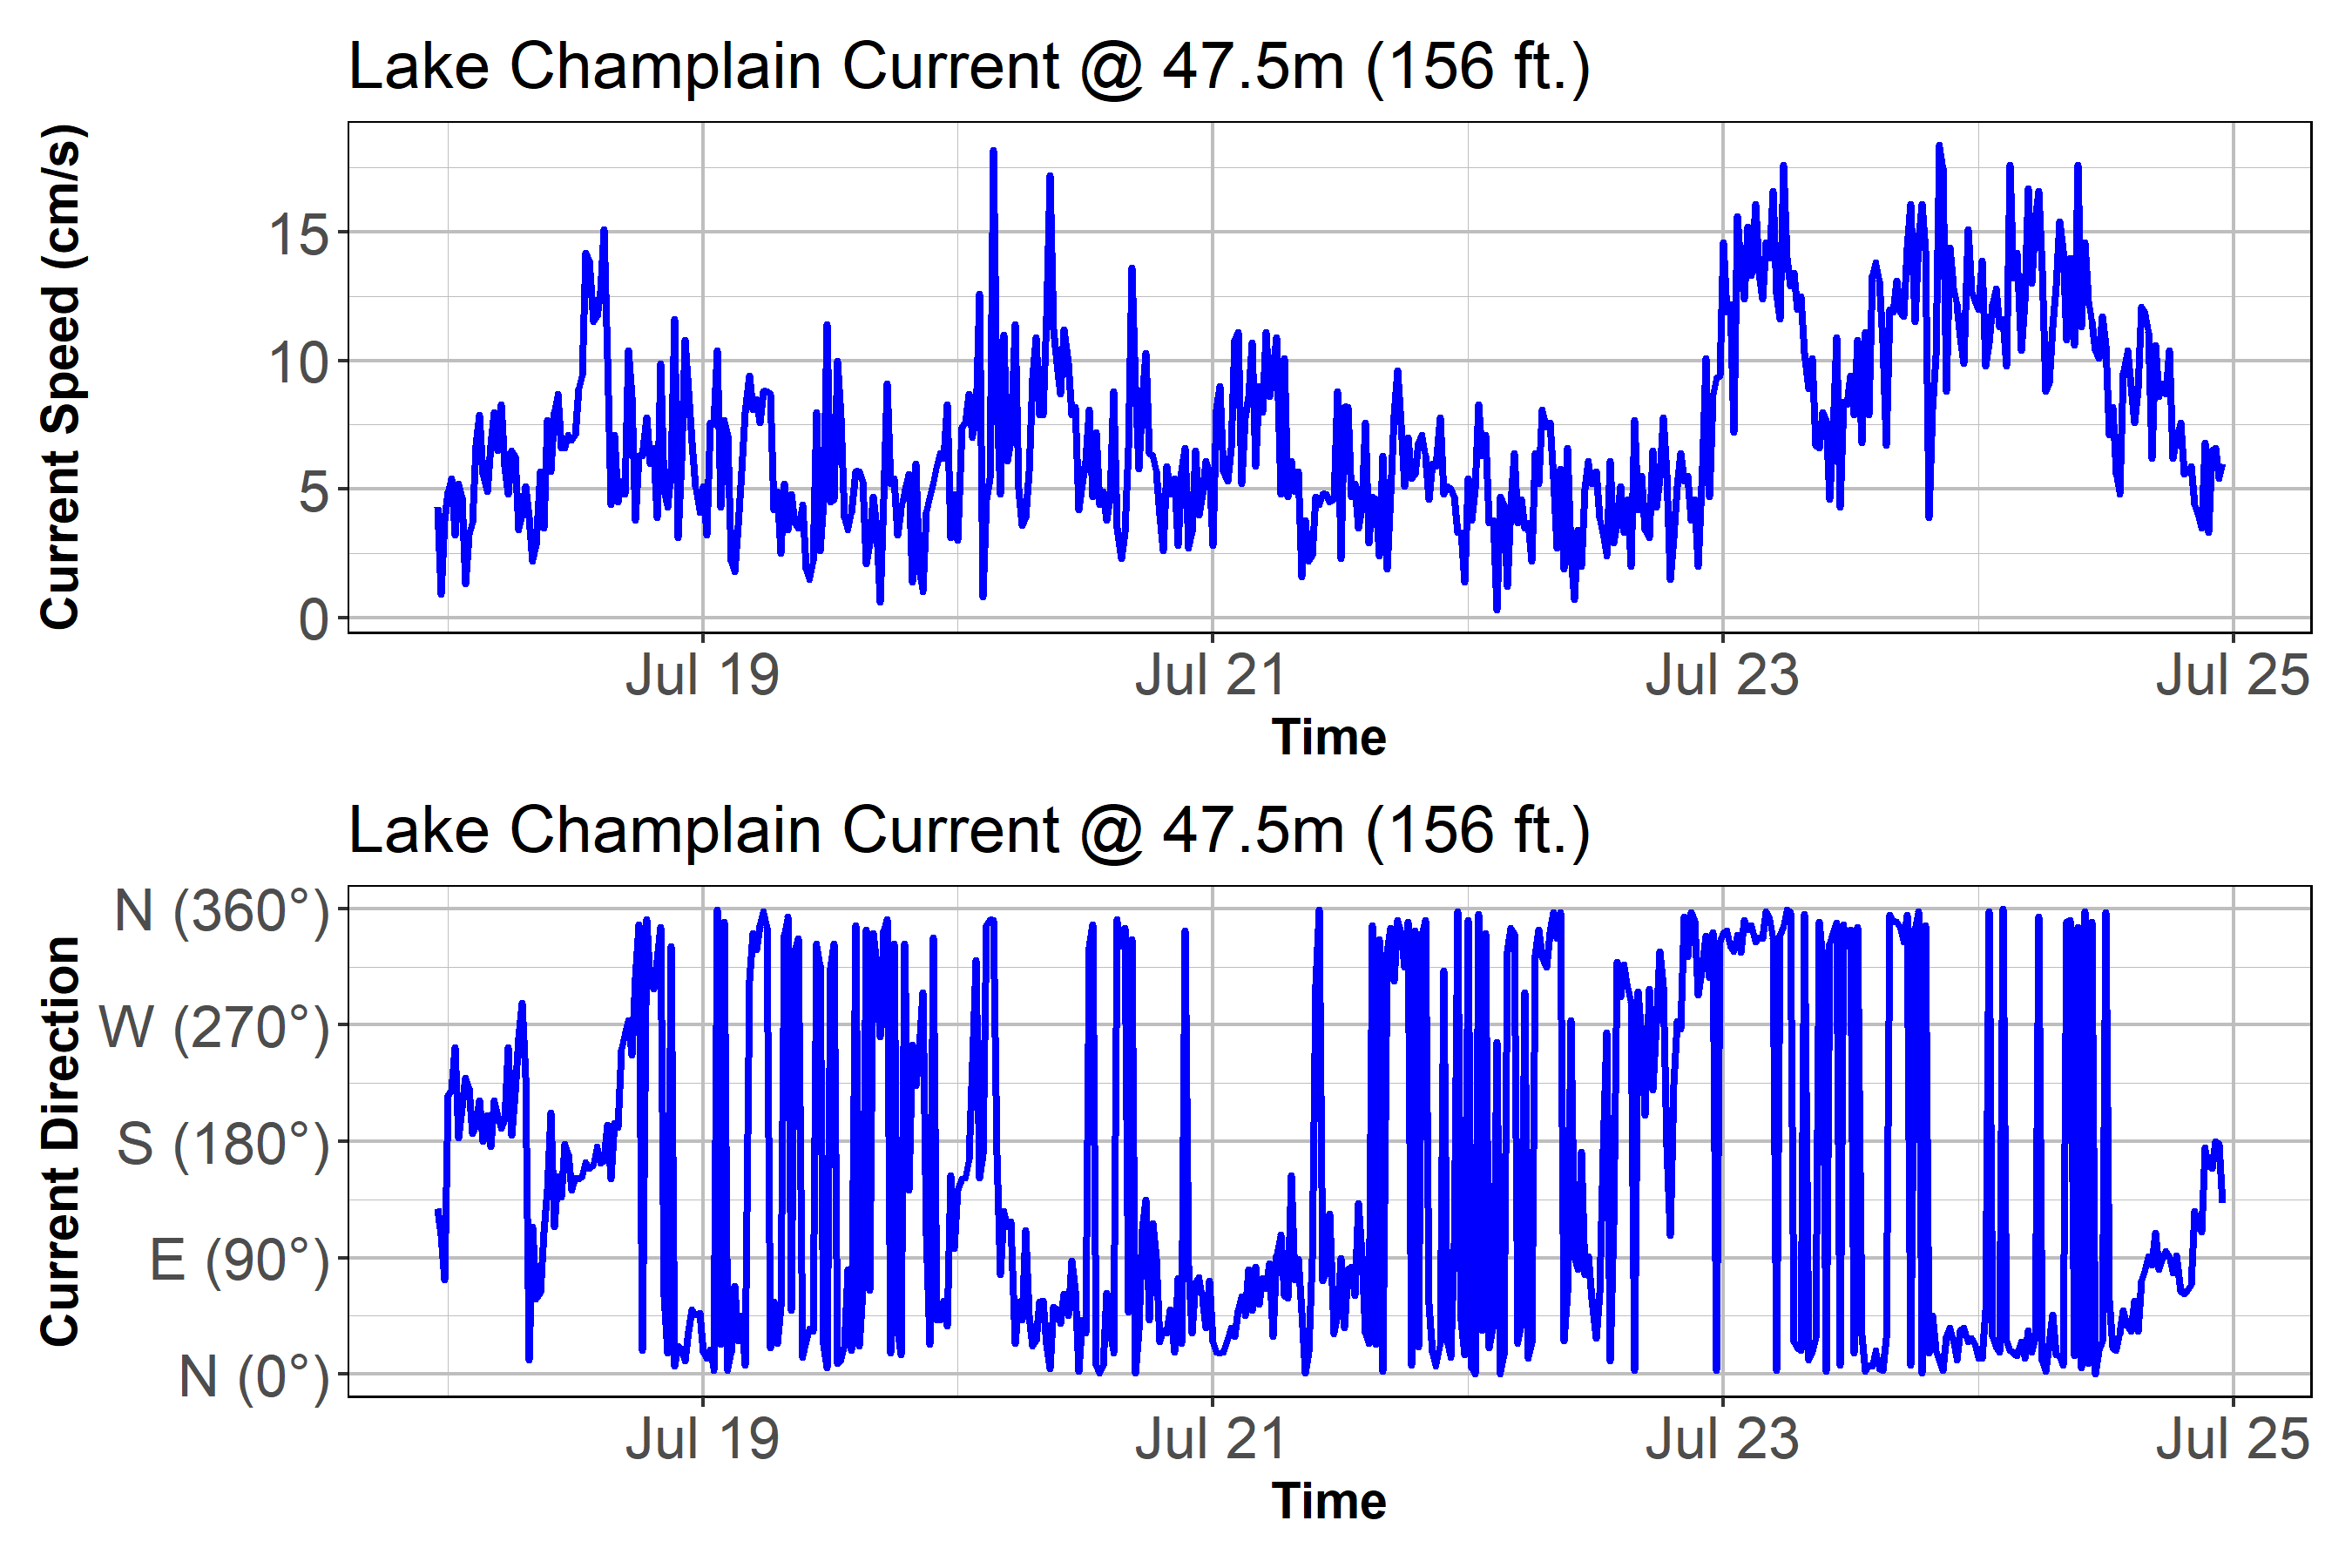 Lake Champlain Current @ 47.5m (156 ft.)
Current Speed (cm/s)
15
10
5
0
Jul 19 Jul 21 Jul 23 Jul 25
Time
Lake Champlain Current @ 47.5m (156 ft.)
Current Direction
N (360°)
W (270°)
S (180°)
E (90°)
N (0°)
Jul 19 Jul 21 Jul 23 Jul 25
Time